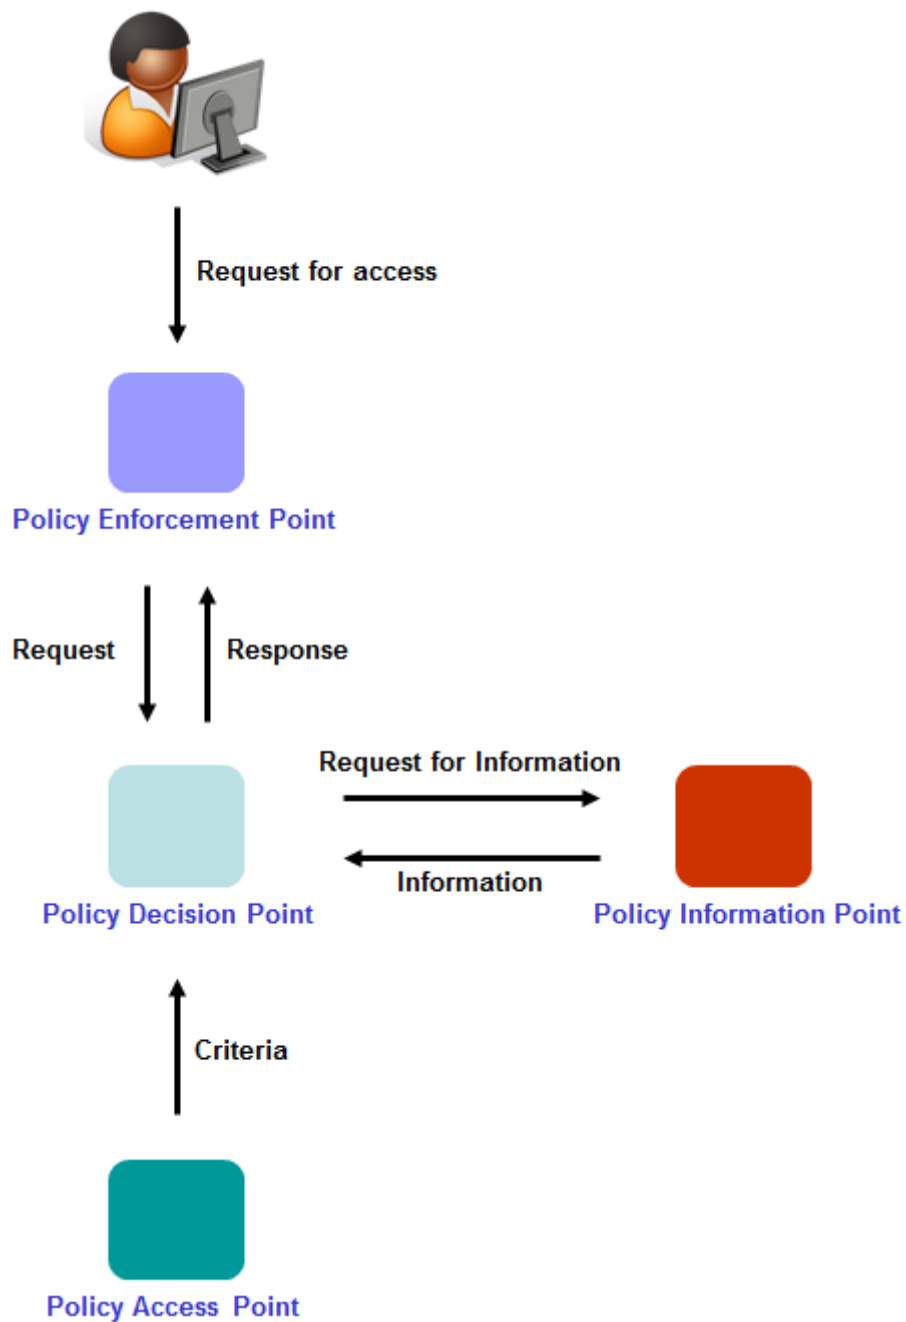 Request for access
Policy Enforcement Point
Request
Response
Request for Information
Information
Policy Decision Point
Policy Information Point
Criteria
Policy Access Point